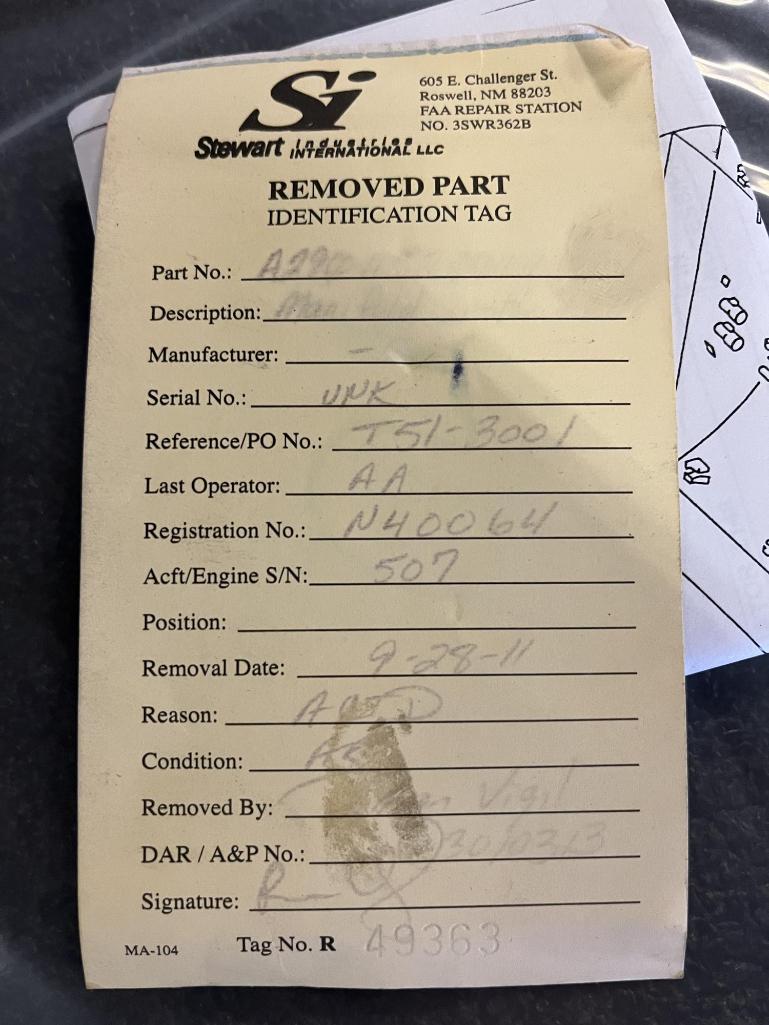 Si
605 E. Challenger St.
Roswell, NM 88203
FAA REPAIR STATION
NO. 3SWR362B
Stewart Industries
INTERNATIONAL LLC
REMOVED PART
IDENTIFICATION TAG
Part No.:
Description:
Manufacturer: —
Serial No.: UNK
Reference/PO No.: T51-3001
Last Operator: AA
Registration No.: N40064
Acft/Engine S/N: 507
Position:
Removal Date: 9-28-11
Reason:
Condition:
Removed By: Vigil
DAR / A&P No.:
Signature:
MA-104 Tag No. R 49363